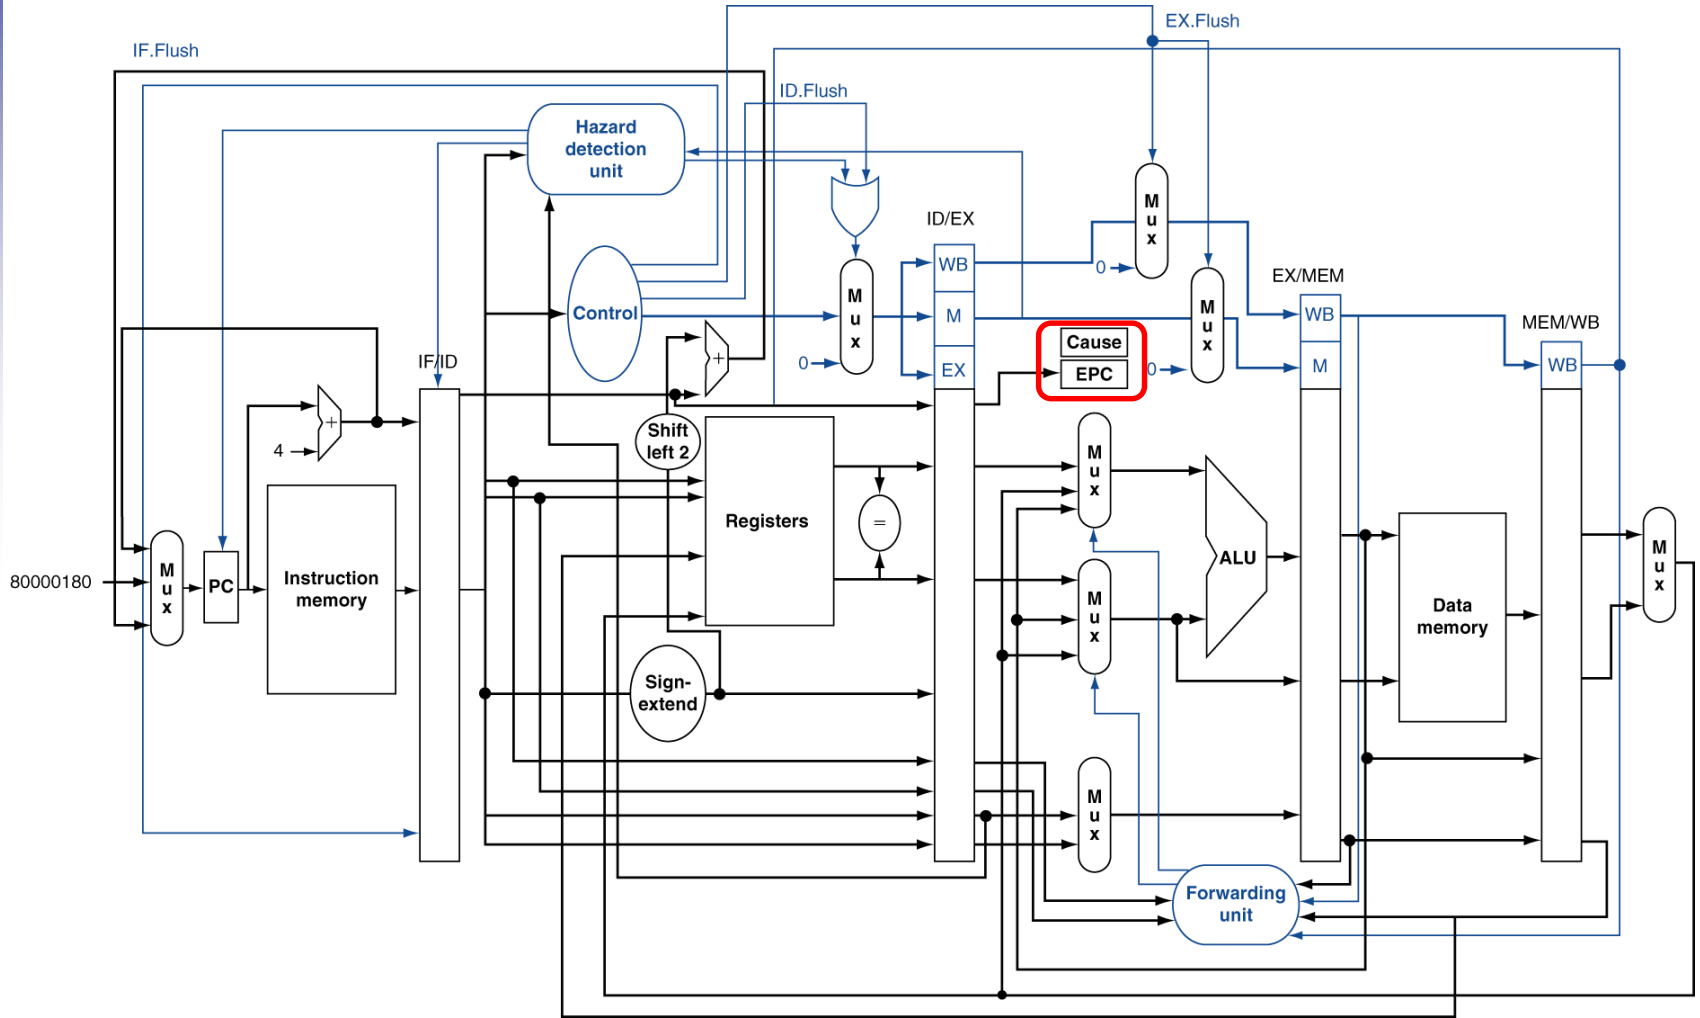 EX.Flush
IF.Flush
ID.Flush
Hazard
detection
unit
M
u
x
ID/EX
WB
0
EX/MEM
Control
M
u
x
M
M
u
x
WB
MEM/WB
Cause
IF/ID
+
0
EX
EPC
0
M
WB
+
4
Shift
left 2
M
u
x
Registers
=
M
u
x
80000180
M
u
x
PC
Instruction
memory
ALU
M
u
x
Data
memory
M
u
x
Sign-
extend
M
u
x
Forwarding
unit